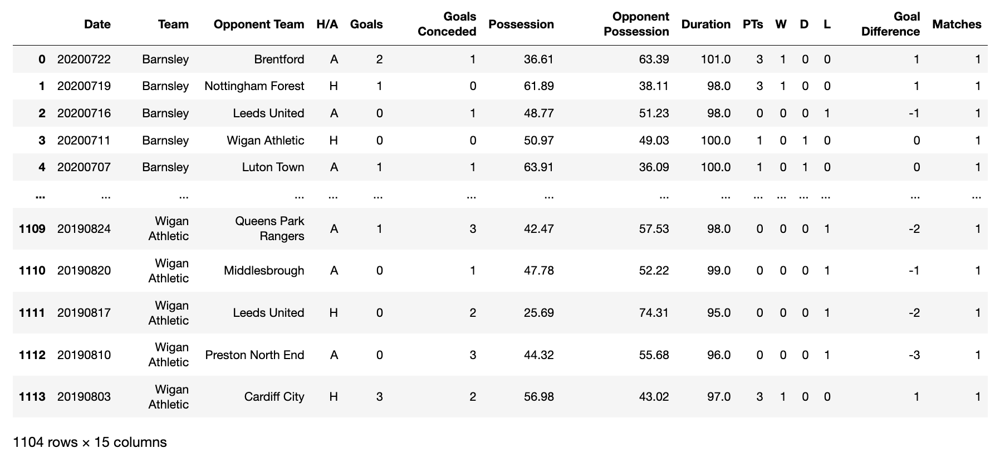 Date Team Opponent Team H/A Goals Goals Conceded Possession Opponent Possession Duration PTs W D L Goal Difference Matches
0 20200722 Barnsley Brentford A 2 1 36.61 63.39 101.0 3 1 0 0 1 1
1 20200719 Barnsley Nottingham Forest H 1 0 61.89 38.11 98.0 3 1 0 0 1 1
2 20200716 Barnsley Leeds United A 0 1 48.77 51.23 98.0 0 0 0 1 -1 1
3 20200711 Barnsley Wigan Athletic H 0 0 50.97 49.03 100.0 1 0 1 0 0 1
4 20200707 Barnsley Luton Town A 1 1 63.91 36.09 100.0 1 0 1 0 0 1
... ... ... ... ... ... ... ... ... ... ... ... ... ... ... ...
1109 20190824 Wigan Athletic Queens Park Rangers A 1 3 42.47 57.53 98.0 0 0 0 1 -2 1
1110 20190820 Wigan Athletic Middlesbrough A 0 1 47.78 52.22 99.0 0 0 0 1 -1 1
1111 20190817 Wigan Athletic Leeds United H 0 2 25.69 74.31 95.0 0 0 0 1 -2 1
1112 20190810 Wigan Athletic Preston North End A 0 3 44.32 55.68 96.0 0 0 0 1 -3 1
1113 20190803 Wigan Athletic Cardiff City H 3 2 56.98 43.02 97.0 3 1 0 0 1 1
1104 rows × 15 columns